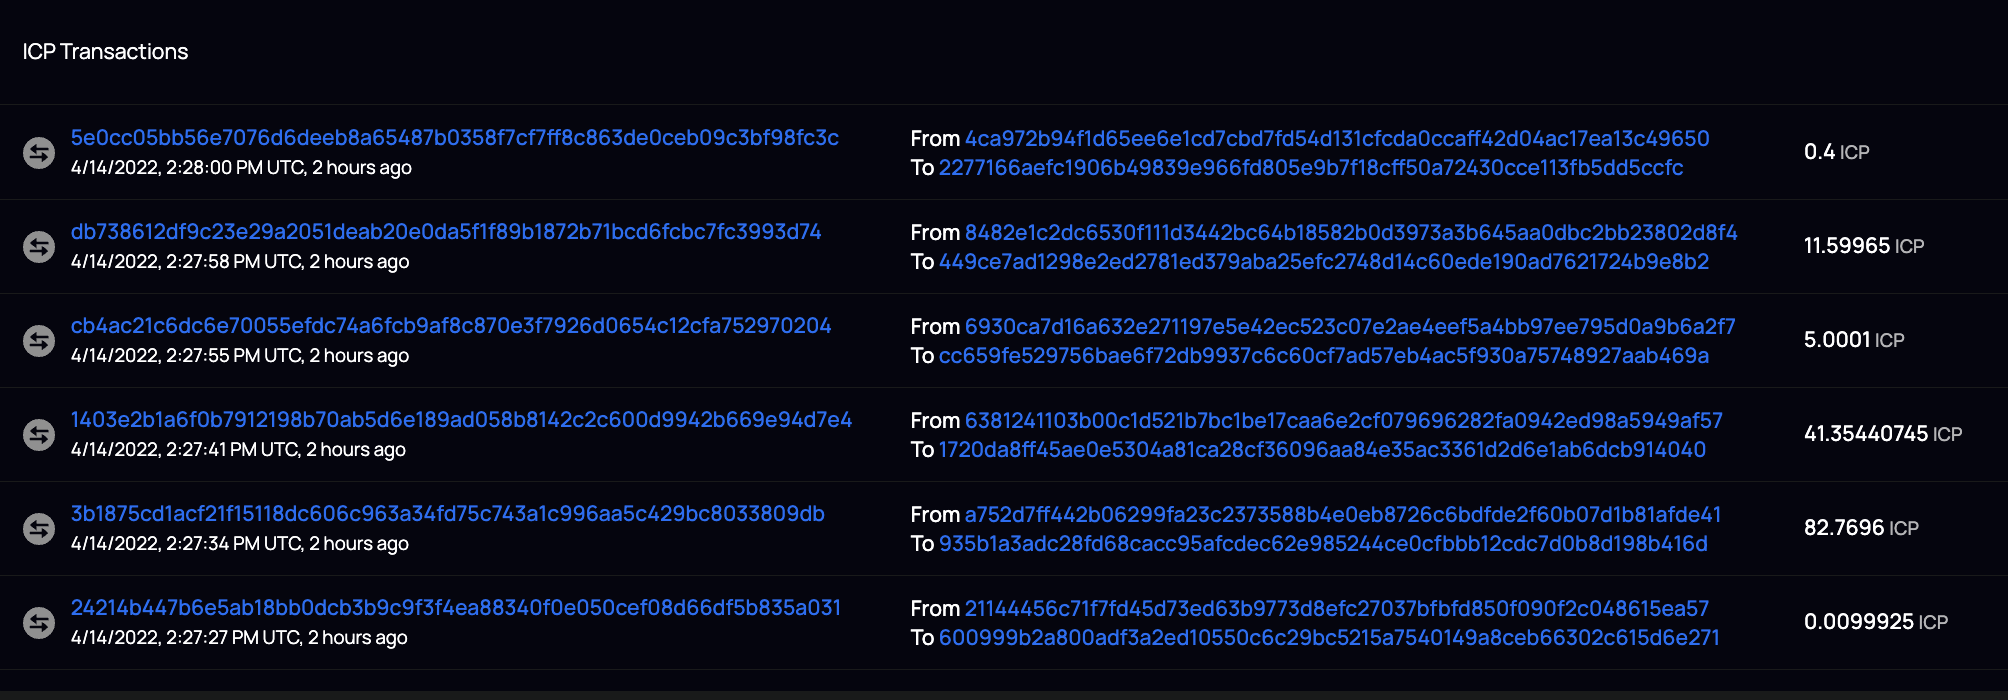 ICP Transactions
5e0cc05bb56e7076d6deeb8a65487b0358f7cf7ff8c863de0ceb09c3bf98fc3c
4/14/2022, 2:28:00 PM UTC, 2 hours ago
From 4ca972b94f1d65ee6e1cd7cbd7fd54d131cfcda0ccaff42d04ac17ea13c49650
To 2277166aefc1906b49839e966fd805e9b7f18cff50a72430cce113fb5dd5ccfc
0.4 ICP
db738612df9c23e29a2051deab20e0da5f1f89b1872b71bcd6fcbc7fc3993d74
4/14/2022, 2:27:58 PM UTC, 2 hours ago
From 8482e1c2dc6530f111d3442bc64b18582b0d3973a3b645aa0dbc2bb23802d8f4
To 449ce7ad1298e2ed2781ed379aba25efc2748d14c60ede190ad7621724b9e8b2
11.59965 ICP
cb4ac21c6dc6e70055efdc74a6fcb9af8c870e3f7926d0654c12cfa752970204
4/14/2022, 2:27:55 PM UTC, 2 hours ago
From 6930ca7d16a632e271197e5e42ec523c07e2ae4eef5a4bb97ee795d0a9b6a2f7
To cc659fe529756bae6f72db9937c6c60cf7ad57eb4ac5f930a75748927aab469a
5.0001 ICP
1403e2b1a6f0b7912198b70ab5d6e189ad058b8142c2c600d9942b669e94d7e4
4/14/2022, 2:27:41 PM UTC, 2 hours ago
From 6381241103b00c1d521b7bc1be17caa6e2cf079696282fa0942ed98a5949af57
To 1720da8ff45ae0e5304a81ca28cf36096aa84e35ac3361d2d6e1ab6dcb914040
41.35440745 ICP
3b1875cd1acf21f15118dc606c963a34fd75c743a1c996aa5c429bc8033809db
4/14/2022, 2:27:34 PM UTC, 2 hours ago
From a752d7ff442b06299fa23c2373588b4e0eb8726c6bdfde2f60b07d1b81afde41
To 935b1a3adc28fd68cacc95afcdec62e985244ce0cfbbb12cdc7d0b8d198b416d
82.7696 ICP
24214b447b6e5ab18bb0dcb3b9c9f3f4ea88340f0e050cef08d66df5b835a031
4/14/2022, 2:27:27 PM UTC, 2 hours ago
From 21144456c71f7fd45d73ed63b9773d8efc27037bfbfd850f090f2c048615ea57
To 600999b2a800adf3a2ed10550c6c29bc5215a7540149a8ceb66302c615d6e271
0.0099925 ICP